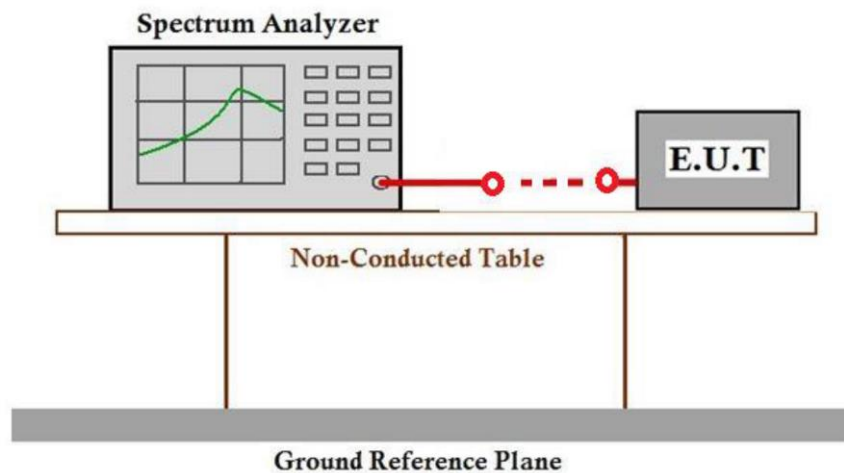 Spectrum Analyzer
E.U.T
Non-Conducted Table
Ground Reference Plane